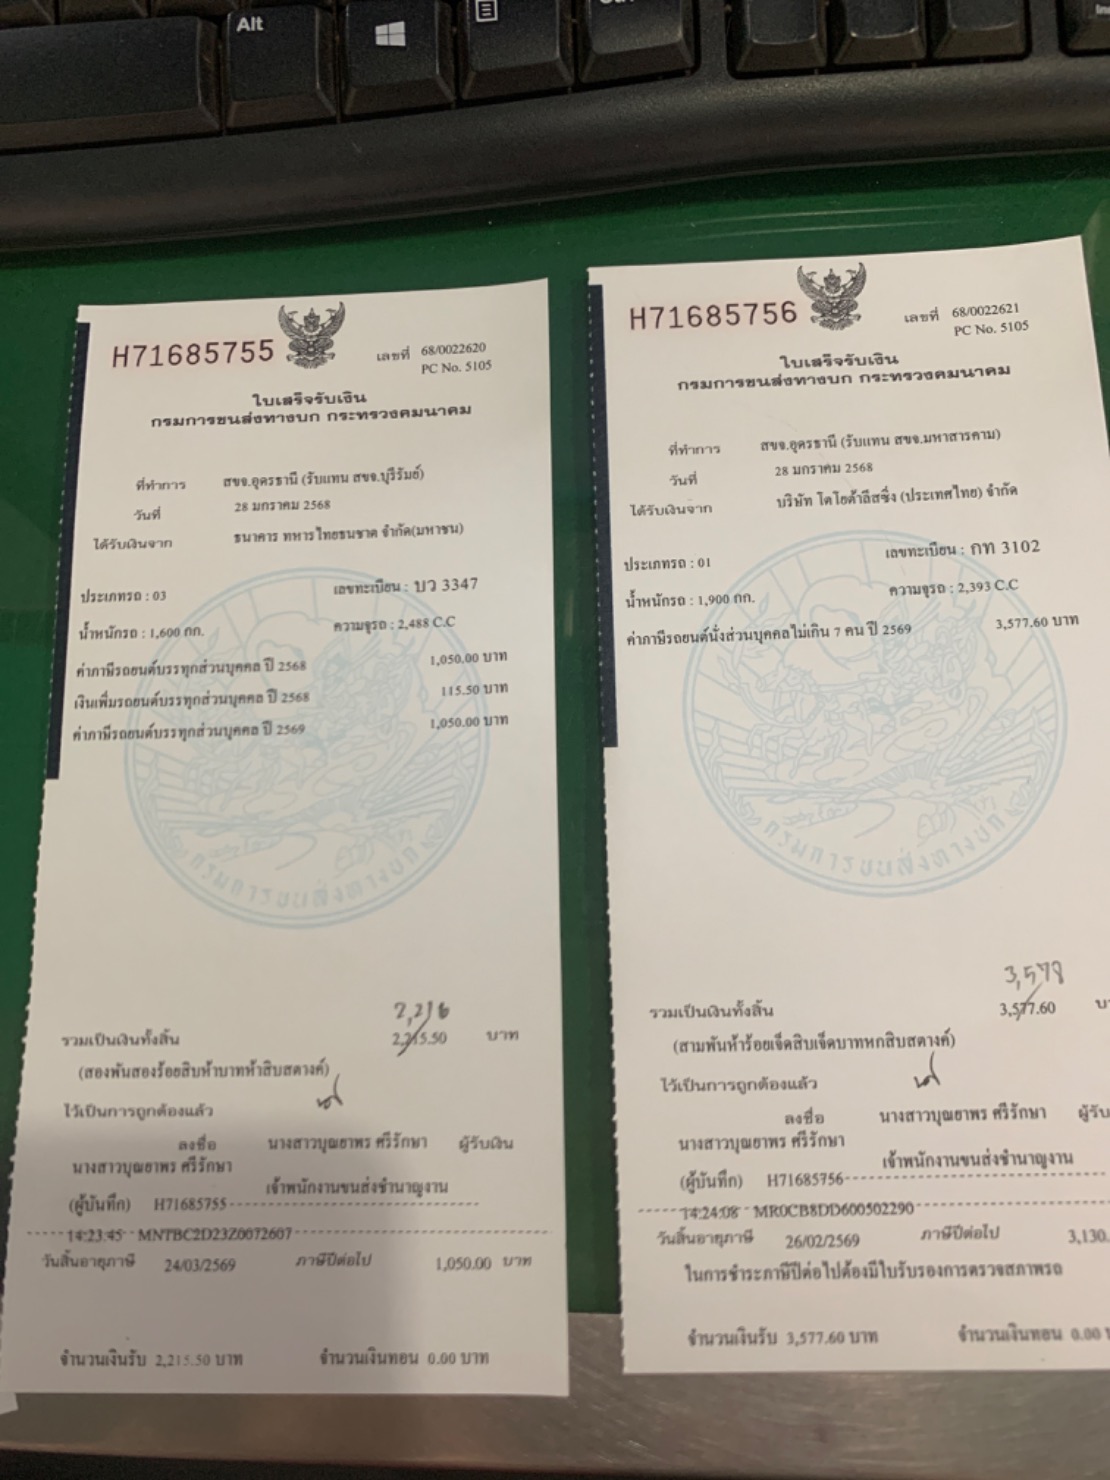 Alt
H71685755
เลขที่ 68/0022620
PC No. 5105
ใบเสร็จรับเงิน
กรมการขนส่งทางบก กระทรวงคมนาคม
ที่ทำการ สขจ.อุดรธานี (รับแทน สขจ.บุรีรัมย์)
วันที่ 28 มกราคม 2568
ได้รับเงินจาก ธนาคาร ทหารไทยธนชาต จำกัด(มหาชน)
ประเภทรถ : 03 เลขทะเบียน : บว 3347
น้ำหนักรถ : 1,600 กก. ความจุรถ : 2,488 C.C
ค่าภาษีรถยนต์บรรทุกส่วนบุคคล ปี 2568 1,050.00 บาท
เงินเพิ่มรถยนต์บรรทุกส่วนบุคคล ปี 2568 115.50 บาท
ค่าภาษีรถยนต์บรรทุกส่วนบุคคล ปี 2569 1,050.00 บาท
กรมการขนส่งทางบก
2,216
รวมเป็นเงินทั้งสิ้น 2,215.50 บาท
(สองพันสองร้อยสิบห้าบาทห้าสิบสตางค์)
ไว้เป็นการถูกต้องแล้ว
ลงชื่อ นางสาวบุณยาพร ศรีรักษา ผู้รับเงิน
นางสาวบุณยาพร ศรีรักษา
เจ้าพนักงานขนส่งชำนาญงาน
(ผู้บันทึก) H71685755
14:23:45 MNTBC2D23Z0072607
วันสิ้นอายุภาษี 24/03/2569 ภาษีปีต่อไป 1,050.00 บาท
จำนวนเงินรับ 2,215.50 บาท จำนวนเงินทอน 0.00 บาท
H71685756
เลขที่ 68/0022621
PC No. 5105
ใบเสร็จรับเงิน
กรมการขนส่งทางบก กระทรวงคมนาคม
ที่ทำการ สขจ.อุดรธานี (รับแทน สขจ.มหาสารคาม)
วันที่ 28 มกราคม 2568
ได้รับเงินจาก บริษัท โตโยต้าลีสซิ่ง (ประเทศไทย) จำกัด
ประเภทรถ : 01 เลขทะเบียน : กท 3102
น้ำหนักรถ : 1,900 กก. ความจุรถ : 2,393 C.C
ค่าภาษีรถยนต์นั่งส่วนบุคคลไม่เกิน 7 คน ปี 2569 3,577.60 บาท
กรมการขนส่งทางบก
3,578
รวมเป็นเงินทั้งสิ้น 3,577.60
(สามพันห้าร้อยเจ็ดสิบเจ็ดบาทหกสิบสตางค์)
ไว้เป็นการถูกต้องแล้ว
ลงชื่อ นางสาวบุณยาพร ศรีรักษา
นางสาวบุณยาพร ศรีรักษา
เจ้าพนักงานขนส่งชำนาญงาน
(ผู้บันทึก) H71685756
14:24:08 MR0CB8DD600502290
วันสิ้นอายุภาษี 26/02/2569 ภาษีปีต่อไป 3,130.
ในการชำระภาษีปีต่อไปต้องมีใบรับรองการตรวจสภาพรถ
จำนวนเงินรับ 3,577.60 บาท จำนวนเงินทอน 0.00